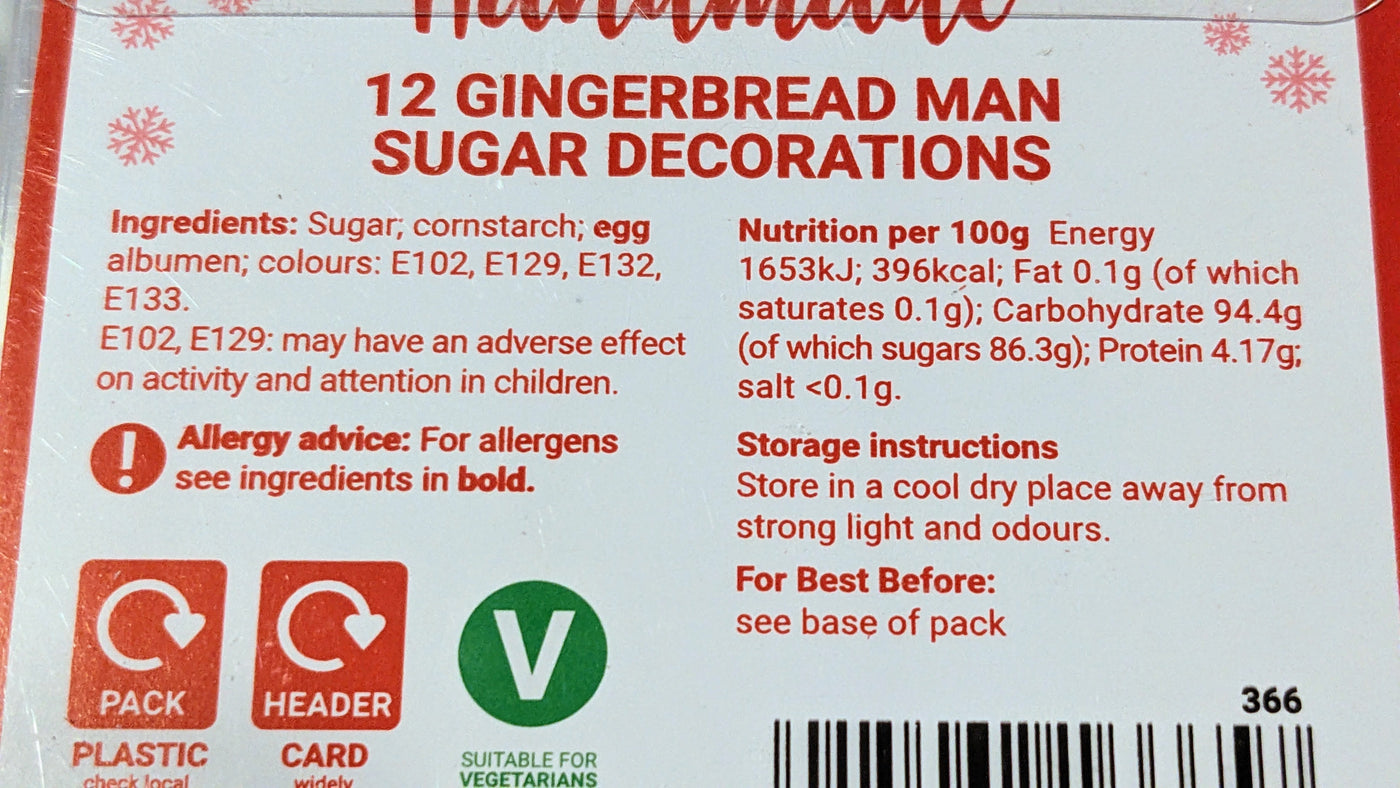 Handmade
12 GINGERBREAD MAN
SUGAR DECORATIONS
Ingredients: Sugar; cornstarch; egg
albumen; colours: E102, E129, E132,
E133.
E102, E129: may have an adverse effect
on activity and attention in children.
Allergy advice: For allergens
see ingredients in bold.
PACK
PLASTIC
check local
HEADER
CARD
widely
V
SUITABLE FOR
VEGETARIANS
Nutrition per 100g Energy
1653kJ; 396kcal; Fat 0.1g (of which
saturates 0.1g); Carbohydrate 94.4g
(of which sugars 86.3g); Protein 4.17g;
salt <0.1g.
Storage instructions
Store in a cool dry place away from
strong light and odours.
For Best Before:
see base of pack
366